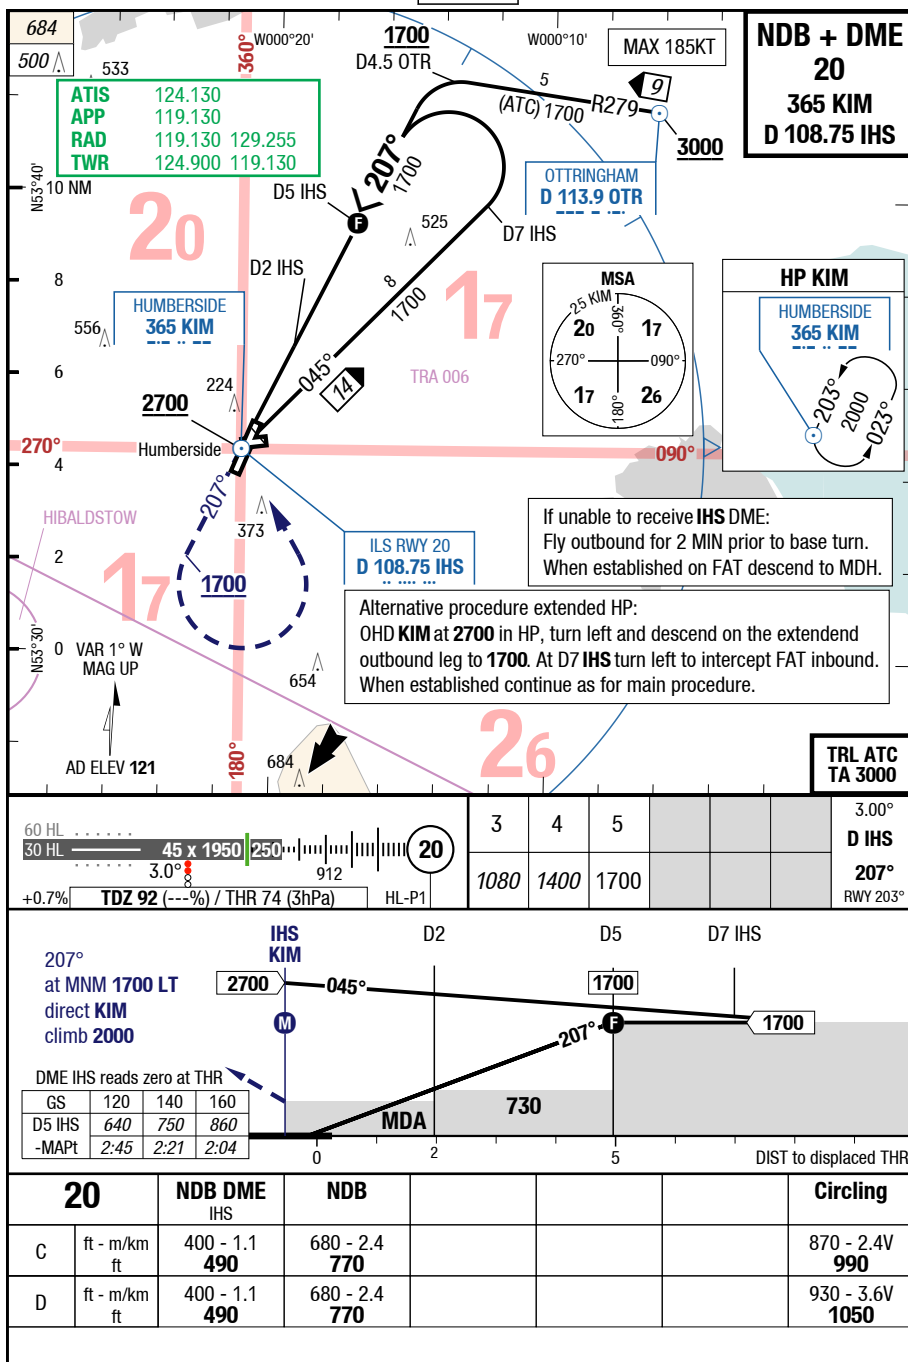 684
500
533
360°
W000°20'
1700
D4.5 OTR
W000°10'
MAX 185KT
NDB + DME
20
365 KIM
D 108.75 IHS
ATIS 124.130
APP 119.130
RAD 119.130 129.255
TWR 124.900 119.130
5
(ATC) 1700
R279
9
3000
N53°40'
10 NM
207°
1700
D5 IHS
F
OTTRINGHAM
D 113.9 OTR
20
525
D7 IHS
D2 IHS
8
1700
17
8
HUMBERSIDE
365 KIM
556
MSA
25 KIM
360°
20
17
270°
090°
17
26
180°
HP KIM
HUMBERSIDE
365 KIM
203°
2000
023°
6
224
045°
14
TRA 006
2700
270°
Humberside
090°
4
207°
HIBALDSTOW
373
If unable to receive IHS DME:
Fly outbound for 2 MIN prior to base turn.
When established on FAT descend to MDH.
2
ILS RWY 20
D 108.75 IHS
17
1700
Alternative procedure extended HP:
OHD KIM at 2700 in HP, turn left and descend on the extendend
outbound leg to 1700. At D7 IHS turn left to intercept FAT inbound.
When established continue as for main procedure.
N53°30'
0
VAR 1° W
MAG UP
654
26
180°
684
AD ELEV 121
TRL ATC
TA 3000
60 HL
30 HL
45 x 1950
250
20
3.0°
912
+0.7%
TDZ 92 (---%) / THR 74 (3hPa)
HL-P1
3 4 5
1080 1400 1700
3.00°
D IHS
207°
RWY 203°
IHS
KIM
D2
D5
D7 IHS
207°
at MNM 1700 LT
direct KIM
climb 2000
2700
045°
1700
M
207°
F
1700
DME IHS reads zero at THR
GS 120 140 160
D5 IHS 640 750 860
-MAPt 2:45 2:21 2:04
MDA
730
0
2
5
DIST to displaced THR
20 NDB DME NDB Circling
IHS
C ft - m/km 400 - 1.1 680 - 2.4 870 - 2.4V
ft 490 770 990
D ft - m/km 400 - 1.1 680 - 2.4 930 - 3.6V
ft 490 770 1050